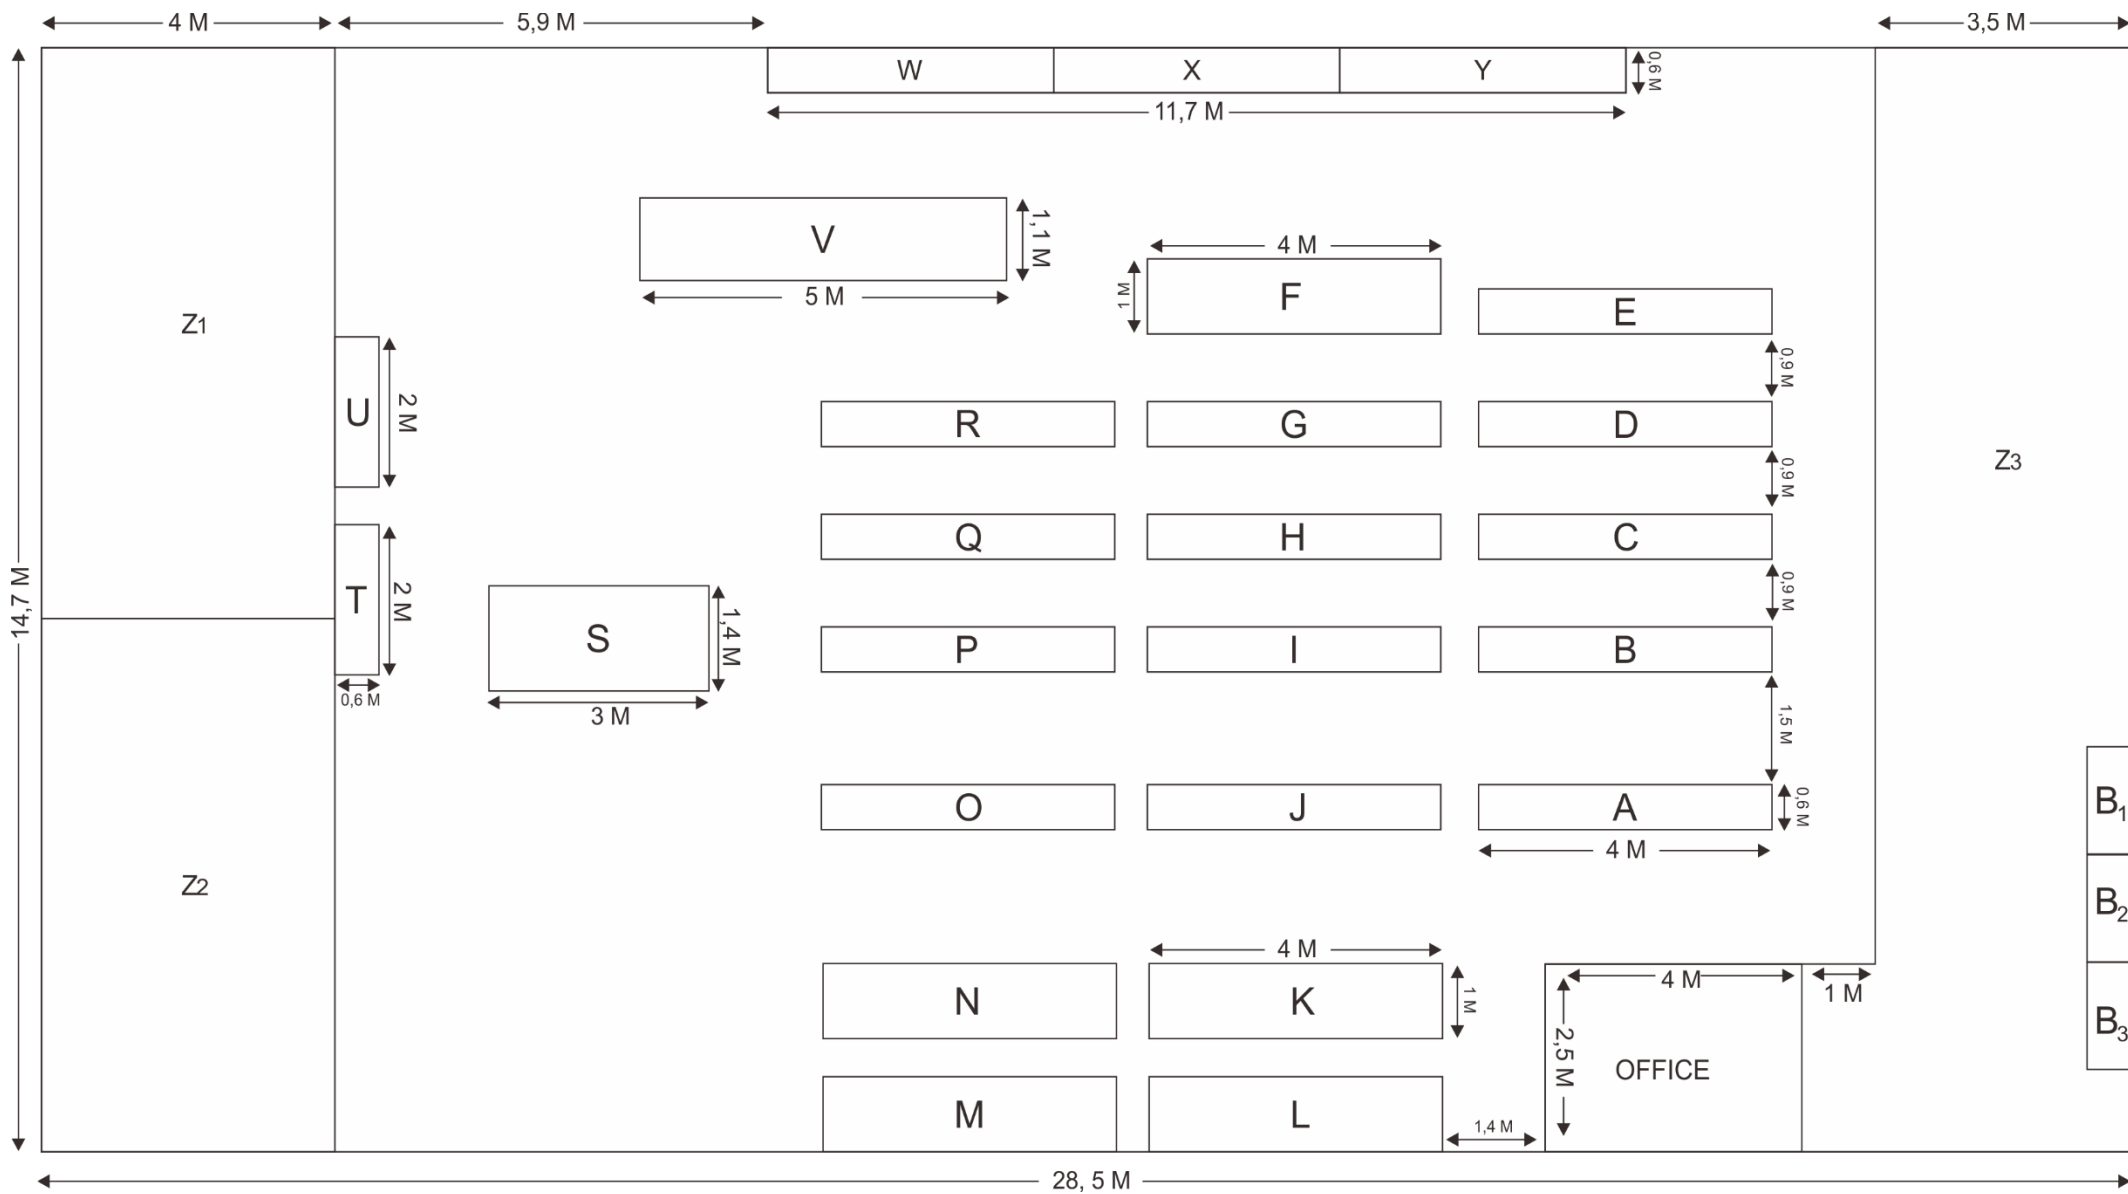 4 M
5,9 M
3,5 M
W
X
Y
0,6 M
11,7 M
V
1,1 M
5 M
4 M
F
1 M
E
Z1
0,9 M
U
2 M
R
G
D
Z3
0,9 M
Q
H
C
14,7 M
T
2 M
S
1,4 M
0,9 M
P
I
B
0,6 M
3 M
1,5 M
O
J
A
0,6 M
B1
4 M
Z2
B2
4 M
N
K
1 M
4 M
1 M
B3
2,5 M
OFFICE
M
L
1,4 M
28, 5 M